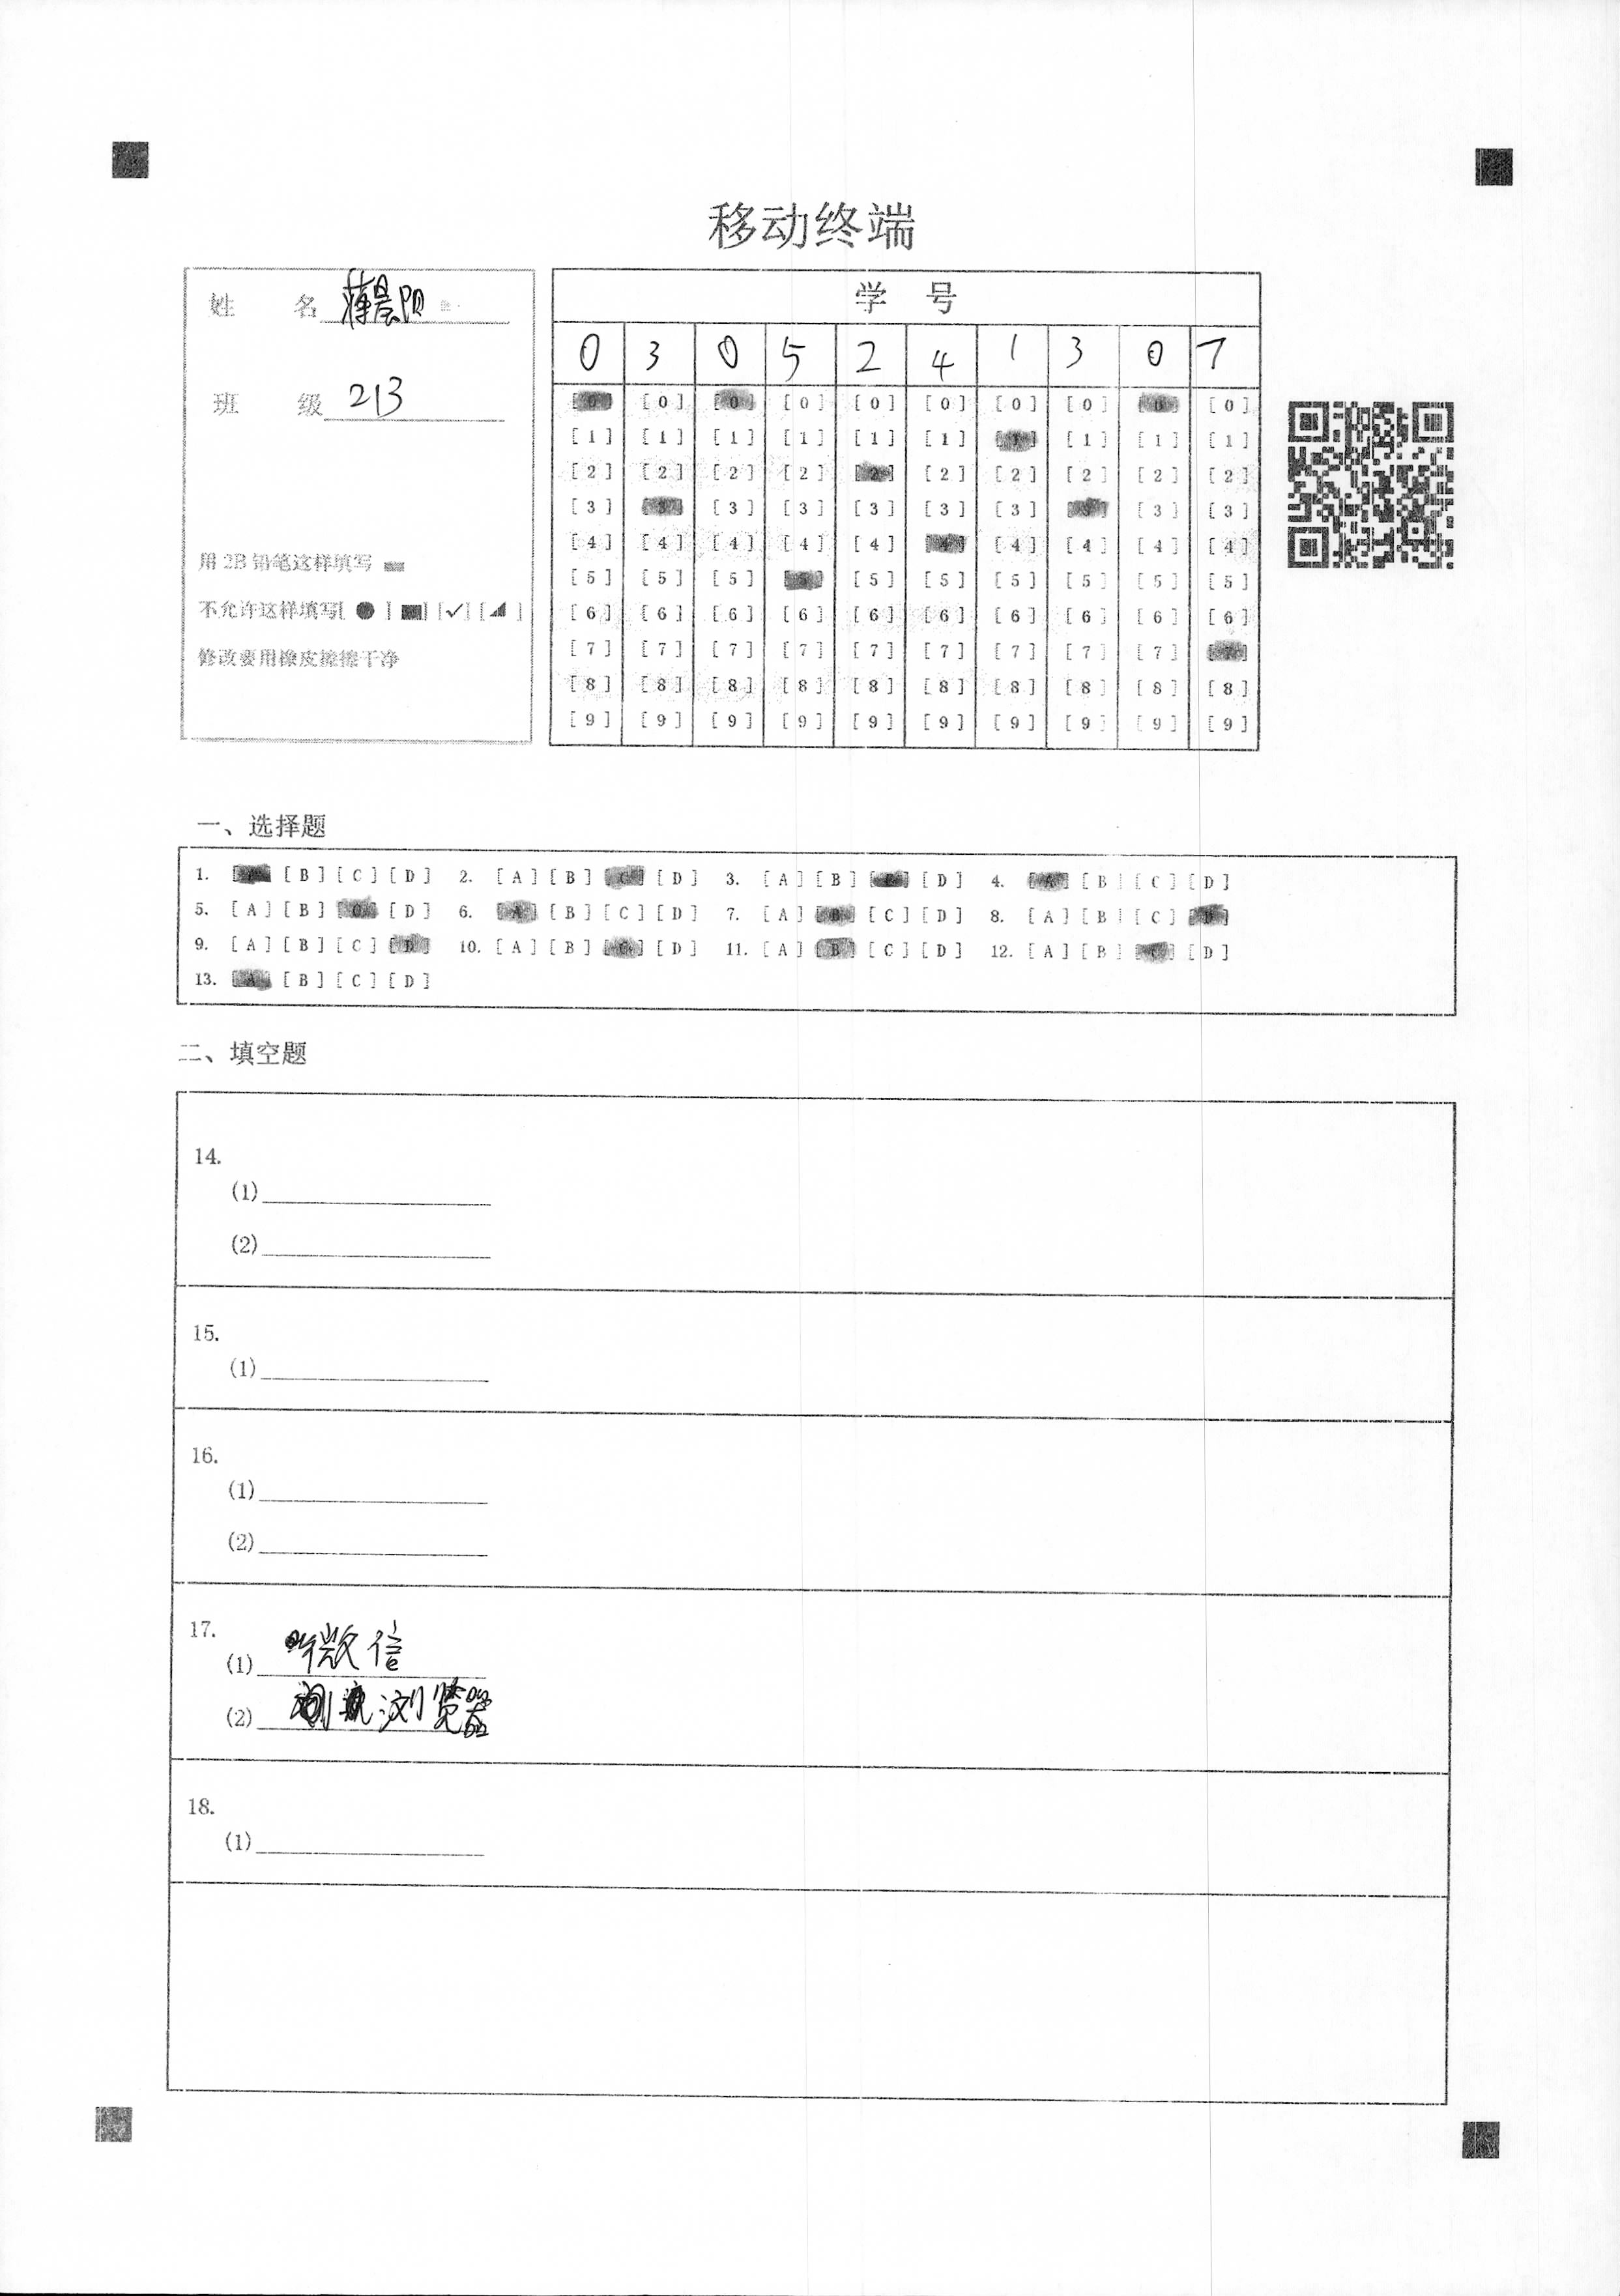 移动终端
姓 名 薄晨阳
班 级 213
用 2B 铅笔这样填写
不允许这样填写[ ● ] [■] [✓] [◢ ]
修改要用橡皮擦擦干净
学 号
0 3 0 5 2 4 1 3 0 7
[0] [0] [0] [0] [0] [0] [0] [0] [0] [0]
[1] [1] [1] [1] [1] [1] [1] [1] [1] [1]
[2] [2] [2] [2] [2] [2] [2] [2] [2] [2]
[3] [3] [3] [3] [3] [3] [3] [3] [3] [3]
[4] [4] [4] [4] [4] [4] [4] [4] [4] [4]
[5] [5] [5] [5] [5] [5] [5] [5] [5] [5]
[6] [6] [6] [6] [6] [6] [6] [6] [6] [6]
[7] [7] [7] [7] [7] [7] [7] [7] [7] [7]
[8] [8] [8] [8] [8] [8] [8] [8] [8] [8]
[9] [9] [9] [9] [9] [9] [9] [9] [9] [9]
一、选择题
1. [A] [B] [C] [D] 2. [A] [B] [C] [D] 3. [A] [B] [C] [D] 4. [A] [B] [C] [D]
5. [A] [B] [C] [D] 6. [A] [B] [C] [D] 7. [A] [B] [C] [D] 8. [A] [B] [C] [D]
9. [A] [B] [C] [D] 10. [A] [B] [C] [D] 11. [A] [B] [C] [D] 12. [A] [B] [C] [D]
13. [A] [B] [C] [D]
二、填空题
14.
(1)
(2)
15.
(1)
16.
(1)
(2)
17.
(1) 微信
(2) 浏览器
18.
(1)